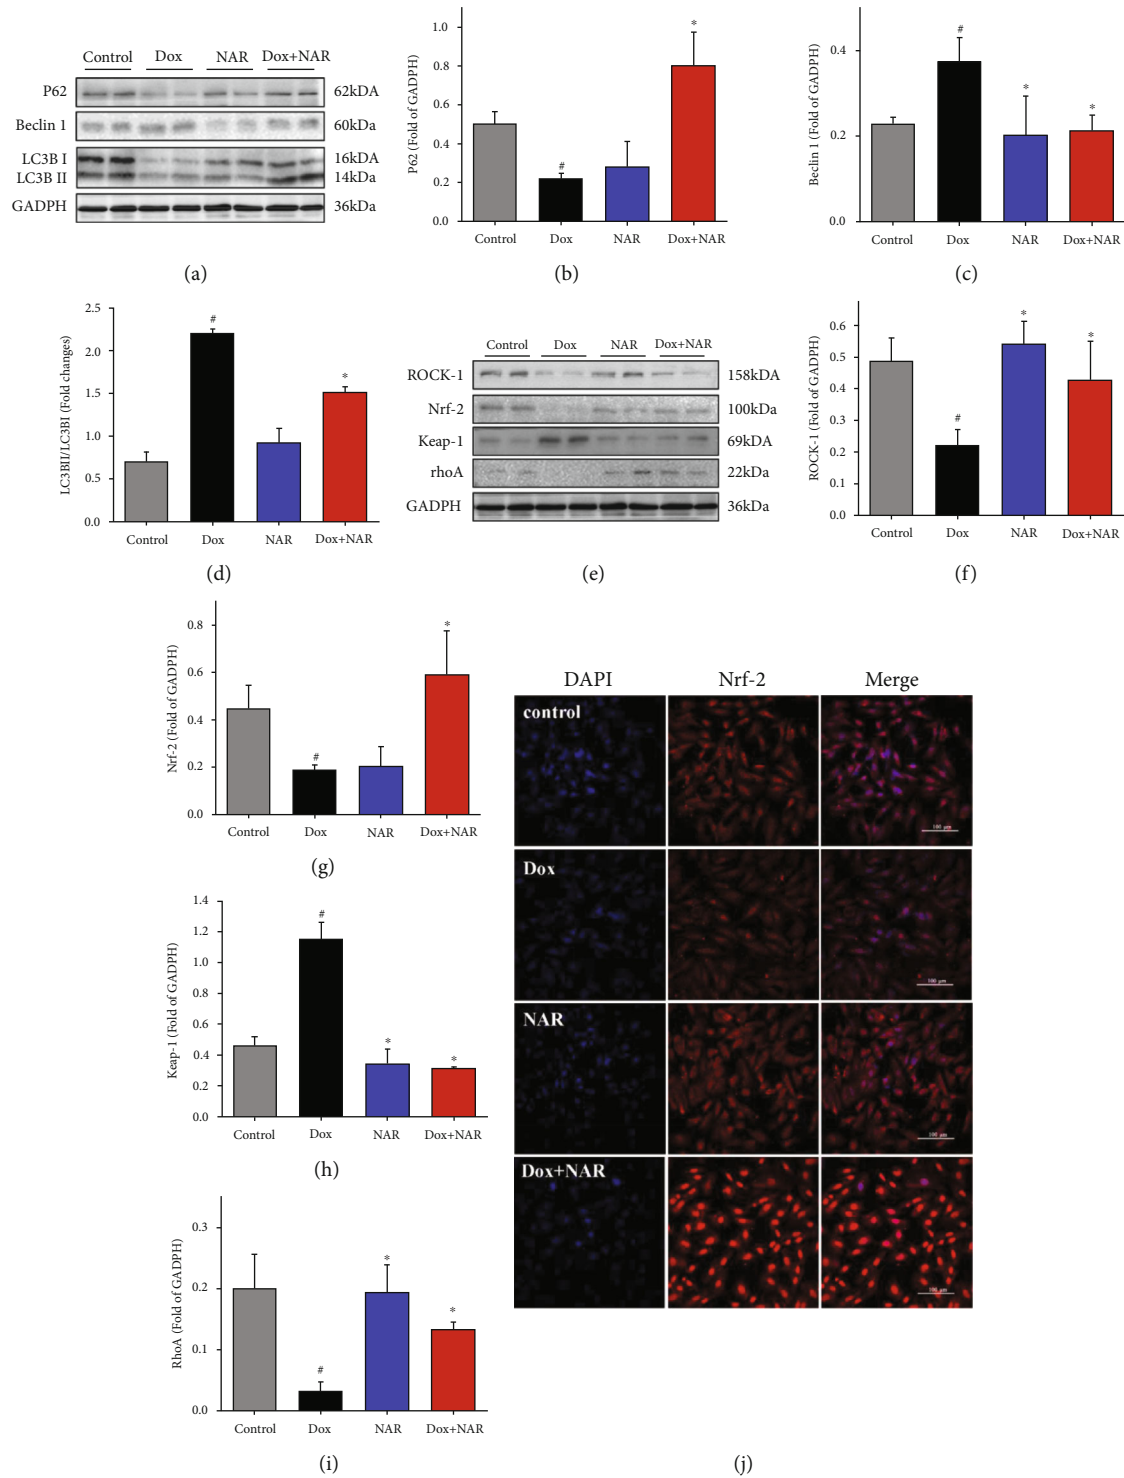 Control Dox NAR Dox+NAR
P62 62kDA
Beclin 1 60kDa
LC3B I 16kDA
LC3B II 14kDa
GADPH 36kDa
(a)
P62 (Fold of GADPH)
1.0
0.8
0.6
0.4
0.2
0.0
#
*
Control Dox NAR Dox+NAR
(b)
Beclin 1 (Fold of GADPH)
0.4
0.2
0.0
#
*
*
Control Dox NAR Dox+NAR
(c)
LC3BII/LC3BI (Fold changes)
2.5
2.0
1.5
1.0
0.5
0.0
#
*
Control Dox NAR Dox+NAR
(d)
Control Dox NAR Dox+NAR
ROCK-1 158kDA
Nrf-2 100kDa
Keap-1 69kDA
rhoA 22kDa
GADPH 36kDa
(e)
ROCK-1 (Fold of GADPH)
0.6
0.5
0.4
0.3
0.2
0.1
0.0
#
*
*
Control Dox NAR Dox+NAR
(f)
Nrf-2 (Fold of GADPH)
0.8
0.6
0.4
0.2
0.0
#
*
Control Dox NAR Dox+NAR
(g)
Keap-1 (Fold of GADPH)
1.4
1.2
1.0
0.8
0.6
0.4
0.2
0.0
#
*
*
Control Dox NAR Dox+NAR
(h)
RhoA (Fold of GADPH)
0.3
0.2
0.1
0.0
#
*
*
Control Dox NAR Dox+NAR
(i)
DAPI Nrf-2 Merge
control
100 μm
Dox
100 μm
NAR
100 μm
Dox+NAR
100 μm
(j)